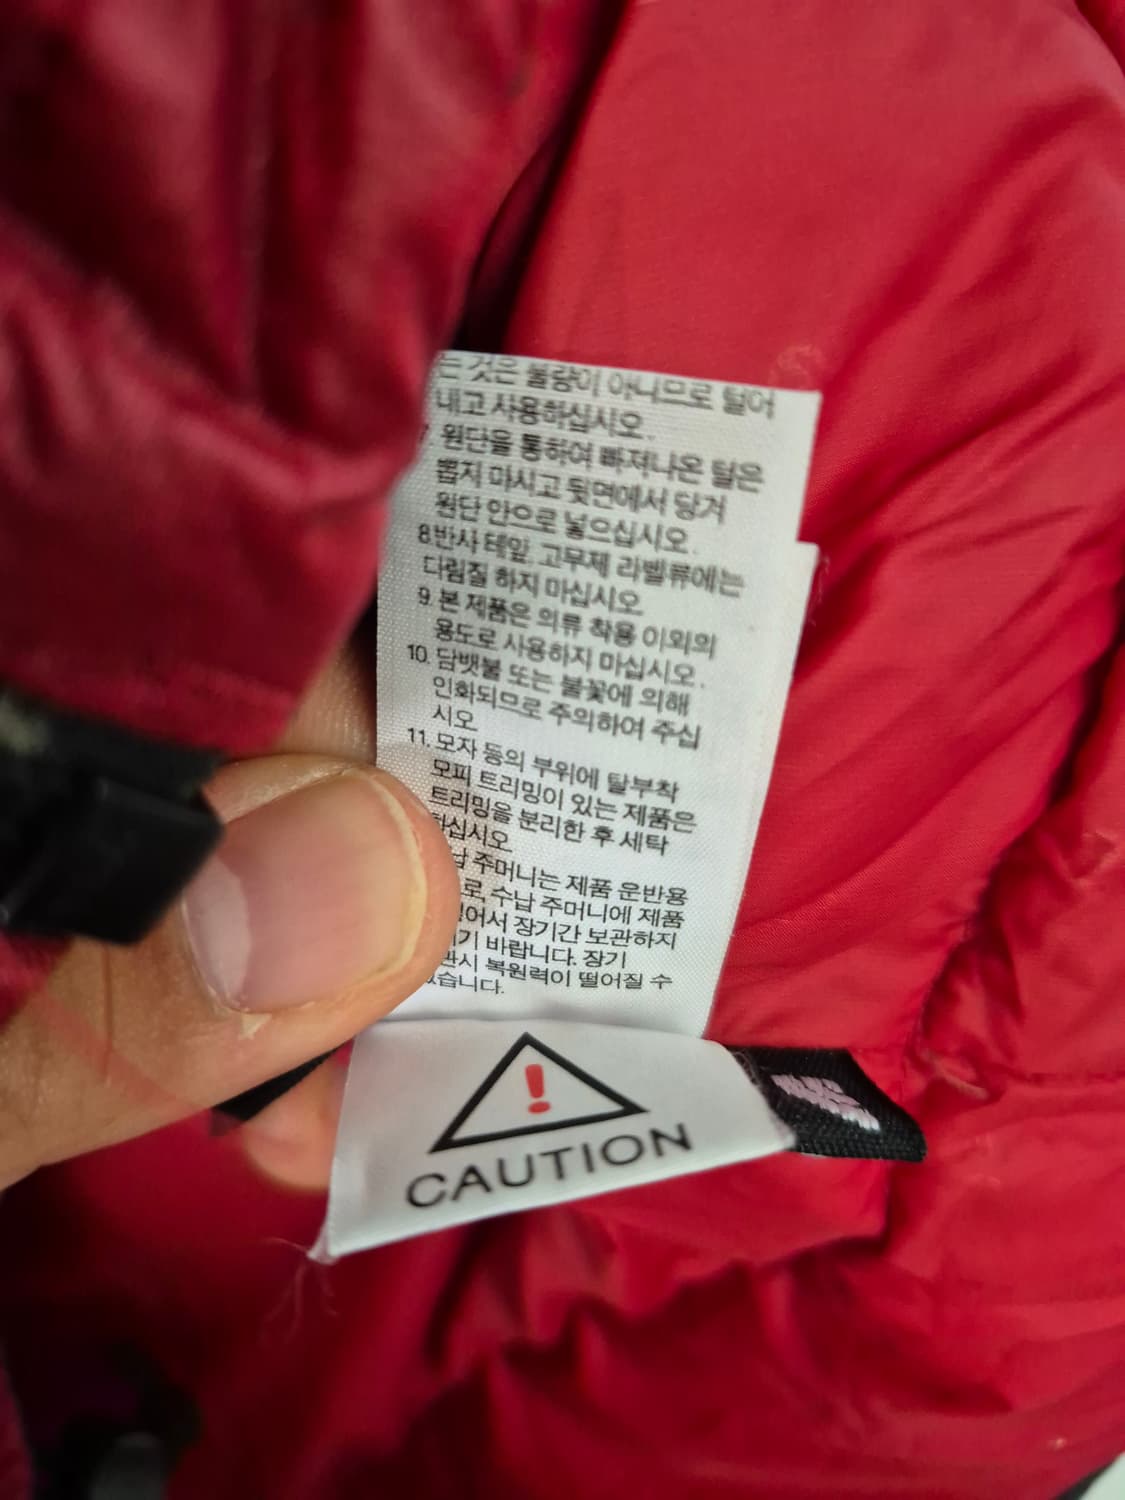 는 것은 불량이 아니므로 털어
내고 사용하십시오.
7. 원단을 통하여 빠져나온 털은
뽑지 마시고 뒷면에서 당겨
원단 안으로 넣으십시오.
8.반사 테잎, 고무제 라벨류에는
다림질 하지 마십시오.
9. 본 제품은 의류 착용 이외의
용도로 사용하지 마십시오.
10. 담뱃불 또는 불꽃에 의해
인화되므로 주의하여 주십
시오
11. 모자 등의 부위에 탈부착
모피 트리밍이 있는 제품은
트리밍을 분리한 후 세탁
하십시오
주머니는 제품 운반용
로, 수납 주머니에 제품
어서 장기간 보관하지
기 바랍니다. 장기
관시 복원력이 떨어질 수
있습니다.
!
CAUTION